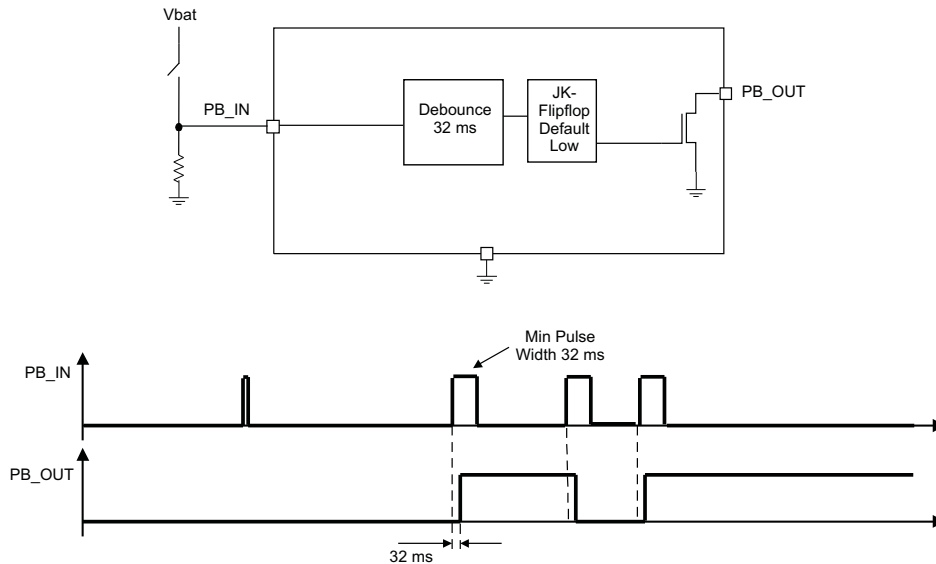 Vbat
PB_IN
Debounce
32 ms
JK-
Flipflop
Default
Low
PB_OUT
Min Pulse
Width 32 ms
PB_IN
PB_OUT
32 ms